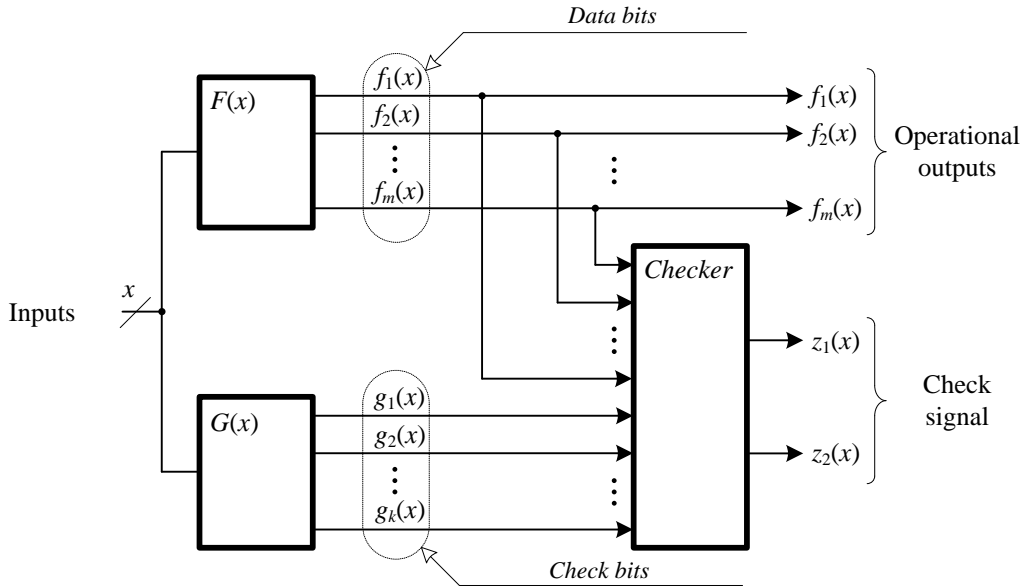 Data bits
F(x)
f₁(x)
f₂(x)
fₘ(x)
f₁(x)
f₂(x)
fₘ(x)
Operational
outputs
Inputs
x
Checker
z₁(x)
z₂(x)
Check
signal
G(x)
g₁(x)
g₂(x)
gₖ(x)
Check bits